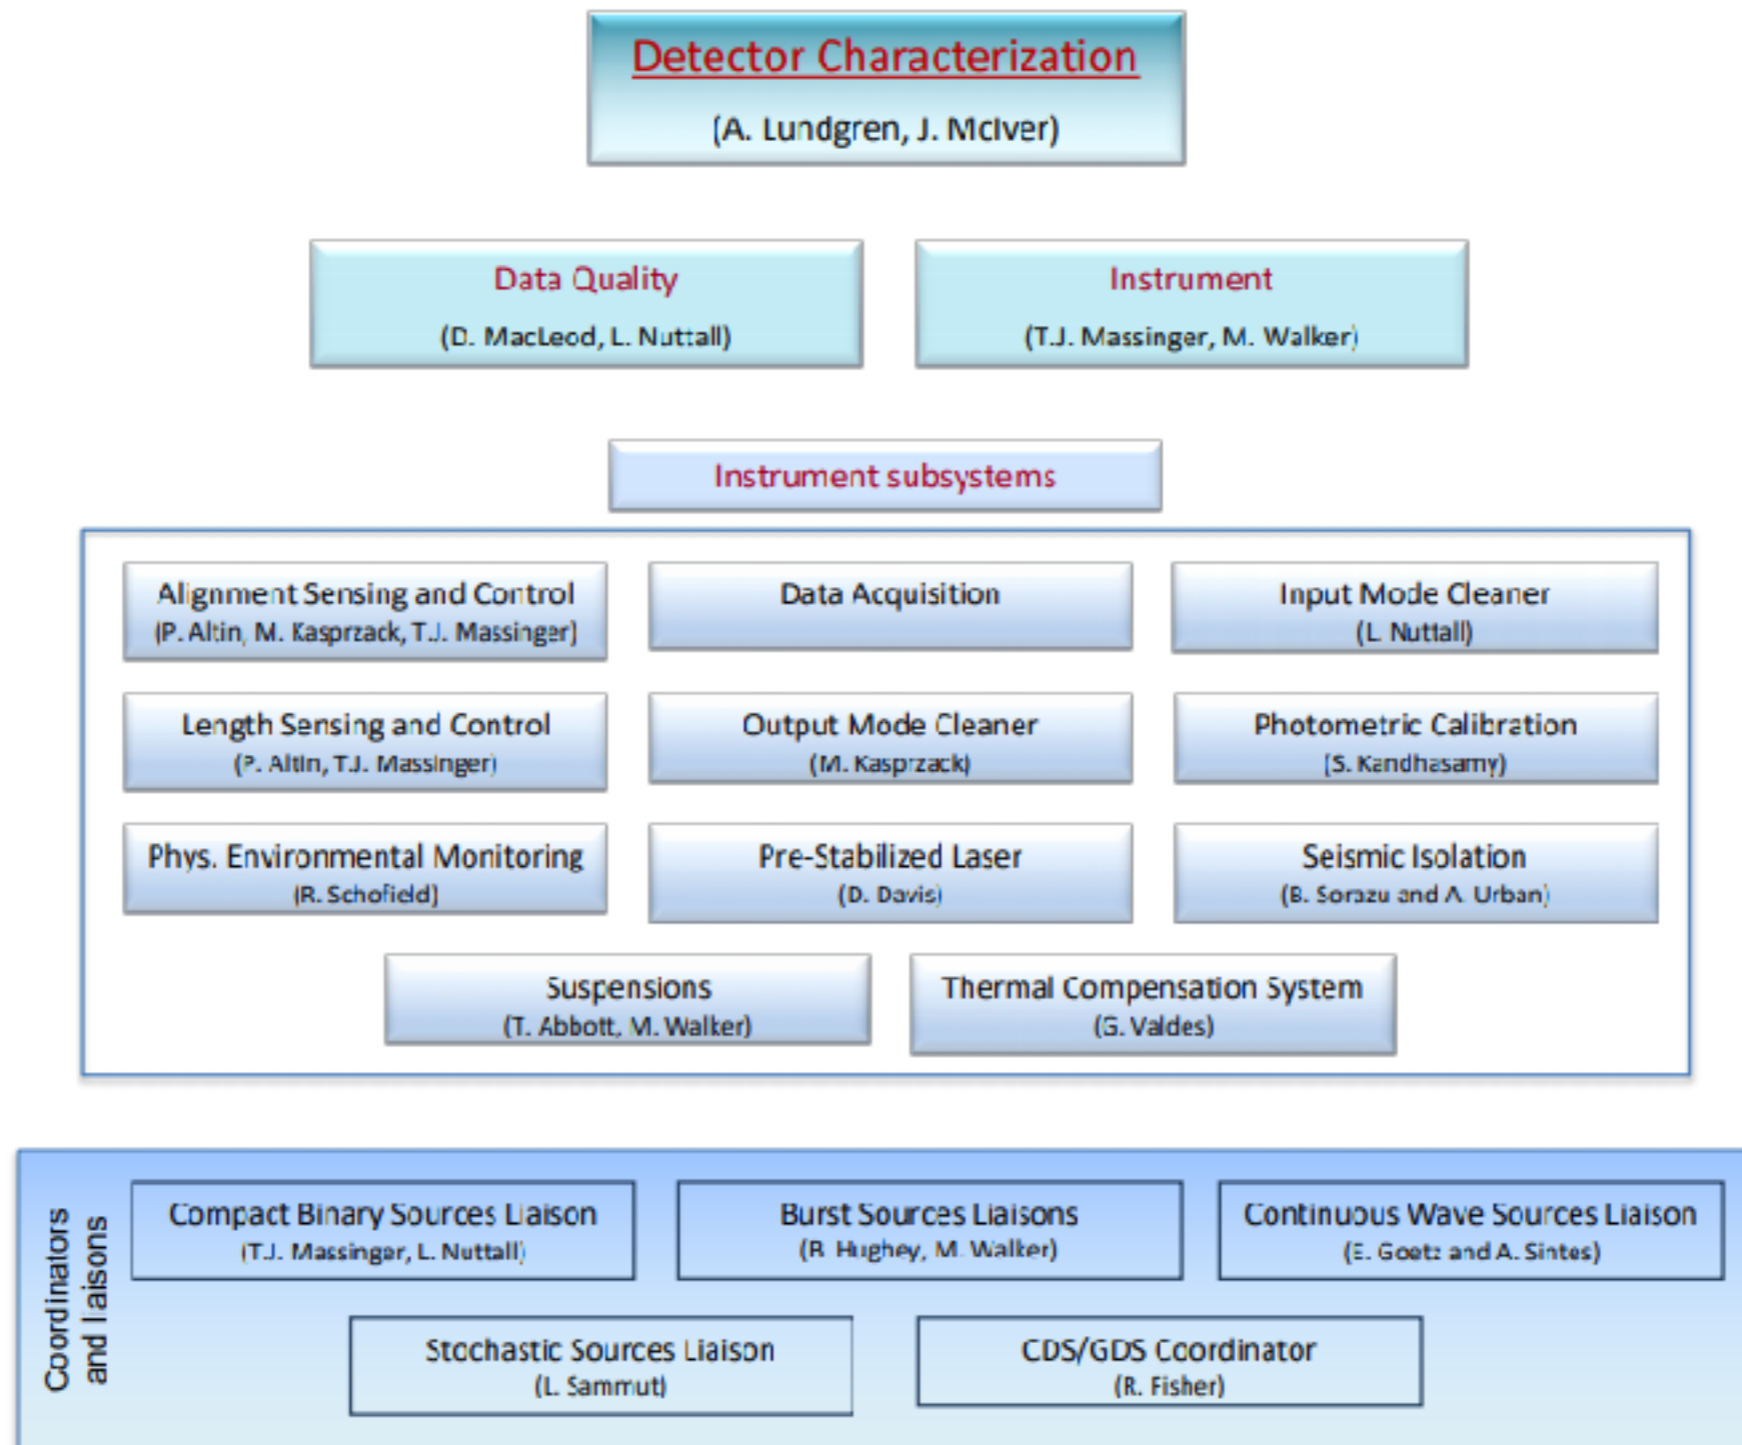 Detector Characterization
(A. Lundgren, J. McIver)
Data Quality
(D. MacLeod, L. Nuttall)
Instrument
(T.J. Massinger, M. Walker)
Instrument subsystems
Alignment Sensing and Control
(P. Altin, M. Kasprzack, T.J. Massinger)
Data Acquisition
Input Mode Cleaner
(L. Nuttall)
Length Sensing and Control
(P. Altin, T.J. Massinger)
Output Mode Cleaner
(M. Kasprzack)
Photometric Calibration
(S. Kandhasamy)
Phys. Environmental Monitoring
(R. Schofield)
Pre-Stabilized Laser
(D. Davis)
Seismic Isolation
(B. Sorazu and A. Urban)
Suspensions
(T. Abbott, M. Walker)
Thermal Compensation System
(G. Valdes)
Coordinators
and liaisons
Compact Binary Sources Liaison
(T.J. Massinger, L. Nuttall)
Burst Sources Liaisons
(B. Hughey, M. Walker)
Continuous Wave Sources Liaison
(E. Goetz and A. Sintes)
Stochastic Sources Liaison
(L. Sammut)
CDS/GDS Coordinator
(R. Fisher)